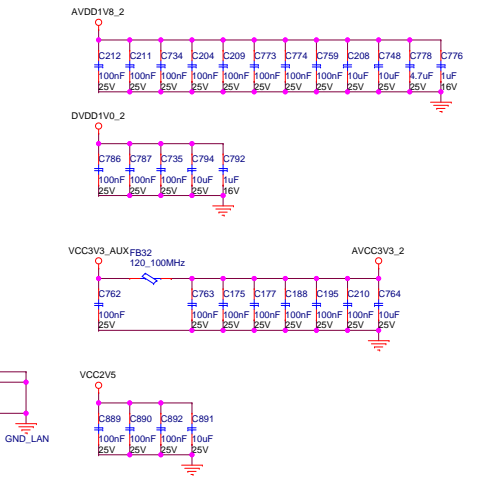 AVDD1V8_2
C212 C211 C734 C204 C209 C773 C774 C759 C208 C748 C778 C776
100nF 100nF 100nF 100nF 100nF 100nF 100nF 100nF 10uF 10uF 4.7uF 1uF
25V 25V 25V 25V 25V 25V 25V 25V 25V 25V 25V 16V
DVDD1V0_2
C786 C787 C735 C794 C792
100nF 100nF 100nF 10uF 1uF
25V 25V 25V 25V 16V
VCC3V3_AUX FB32 AVCC3V3_2
120_100MHz
C762 C763 C175 C177 C188 C195 C210 C764
100nF 100nF 100nF 100nF 100nF 100nF 100nF 10uF
25V 25V 25V 25V 25V 25V 25V 25V
VCC2V5
C889 C890 C892 C891
100nF 100nF 100nF 10uF
25V 25V 25V 25V
GND_LAN